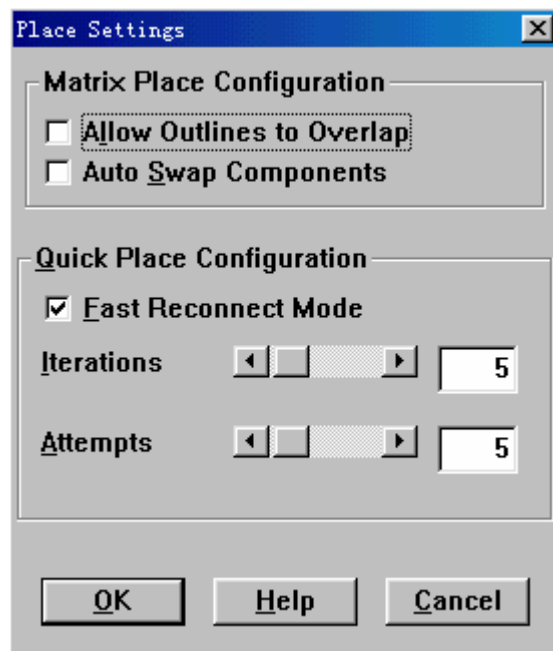 Place Settings
Matrix Place Configuration
Allow Outlines to Overlap
Auto Swap Components
Quick Place Configuration
Fast Reconnect Mode
Iterations 5
Attempts 5
OK Help Cancel